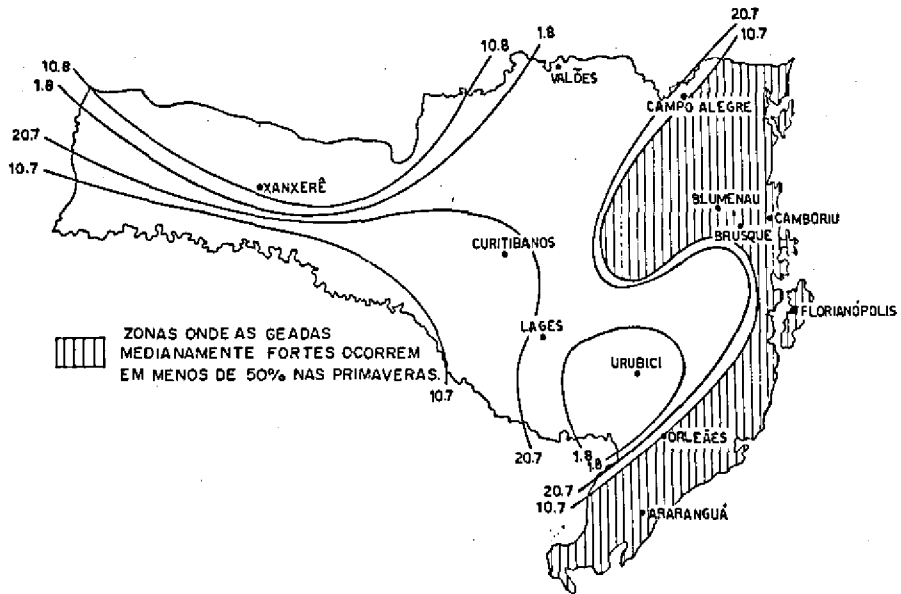 20.7
10.7
10.8
1.8
VALDÕES
10.8
1.8
CAMPO ALEGRE
20.7
10.7
XANXERÊ
BLUMENAU
CAMBORIU
BRUSQUE
CURITIBANOS
FLORIANÓPOLIS
LAGES
ZONAS ONDE AS GEADAS
MEDIANAMENTE FORTES OCORREM
EM MENOS DE 50% NAS PRIMAVERAS.
URUBICI
10.7
ORLEÃES
20.7
1.8
1.8
20.7
10.7
ARARANGUÁ